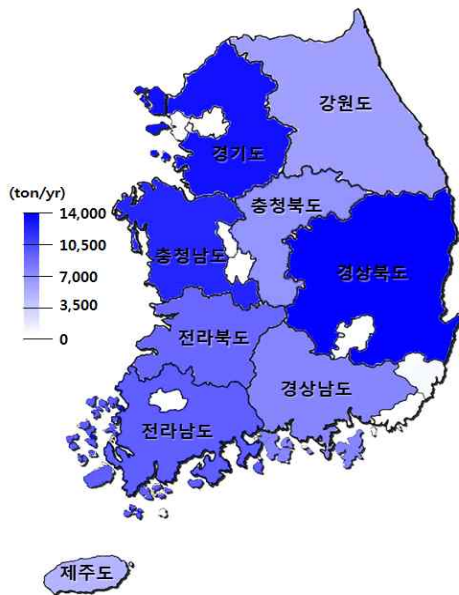 강원도
경기도
(ton/yr)
14,000
10,500
7,000
3,500
0
충청북도
충청남도
경상북도
전라북도
경상남도
전라남도
제주도